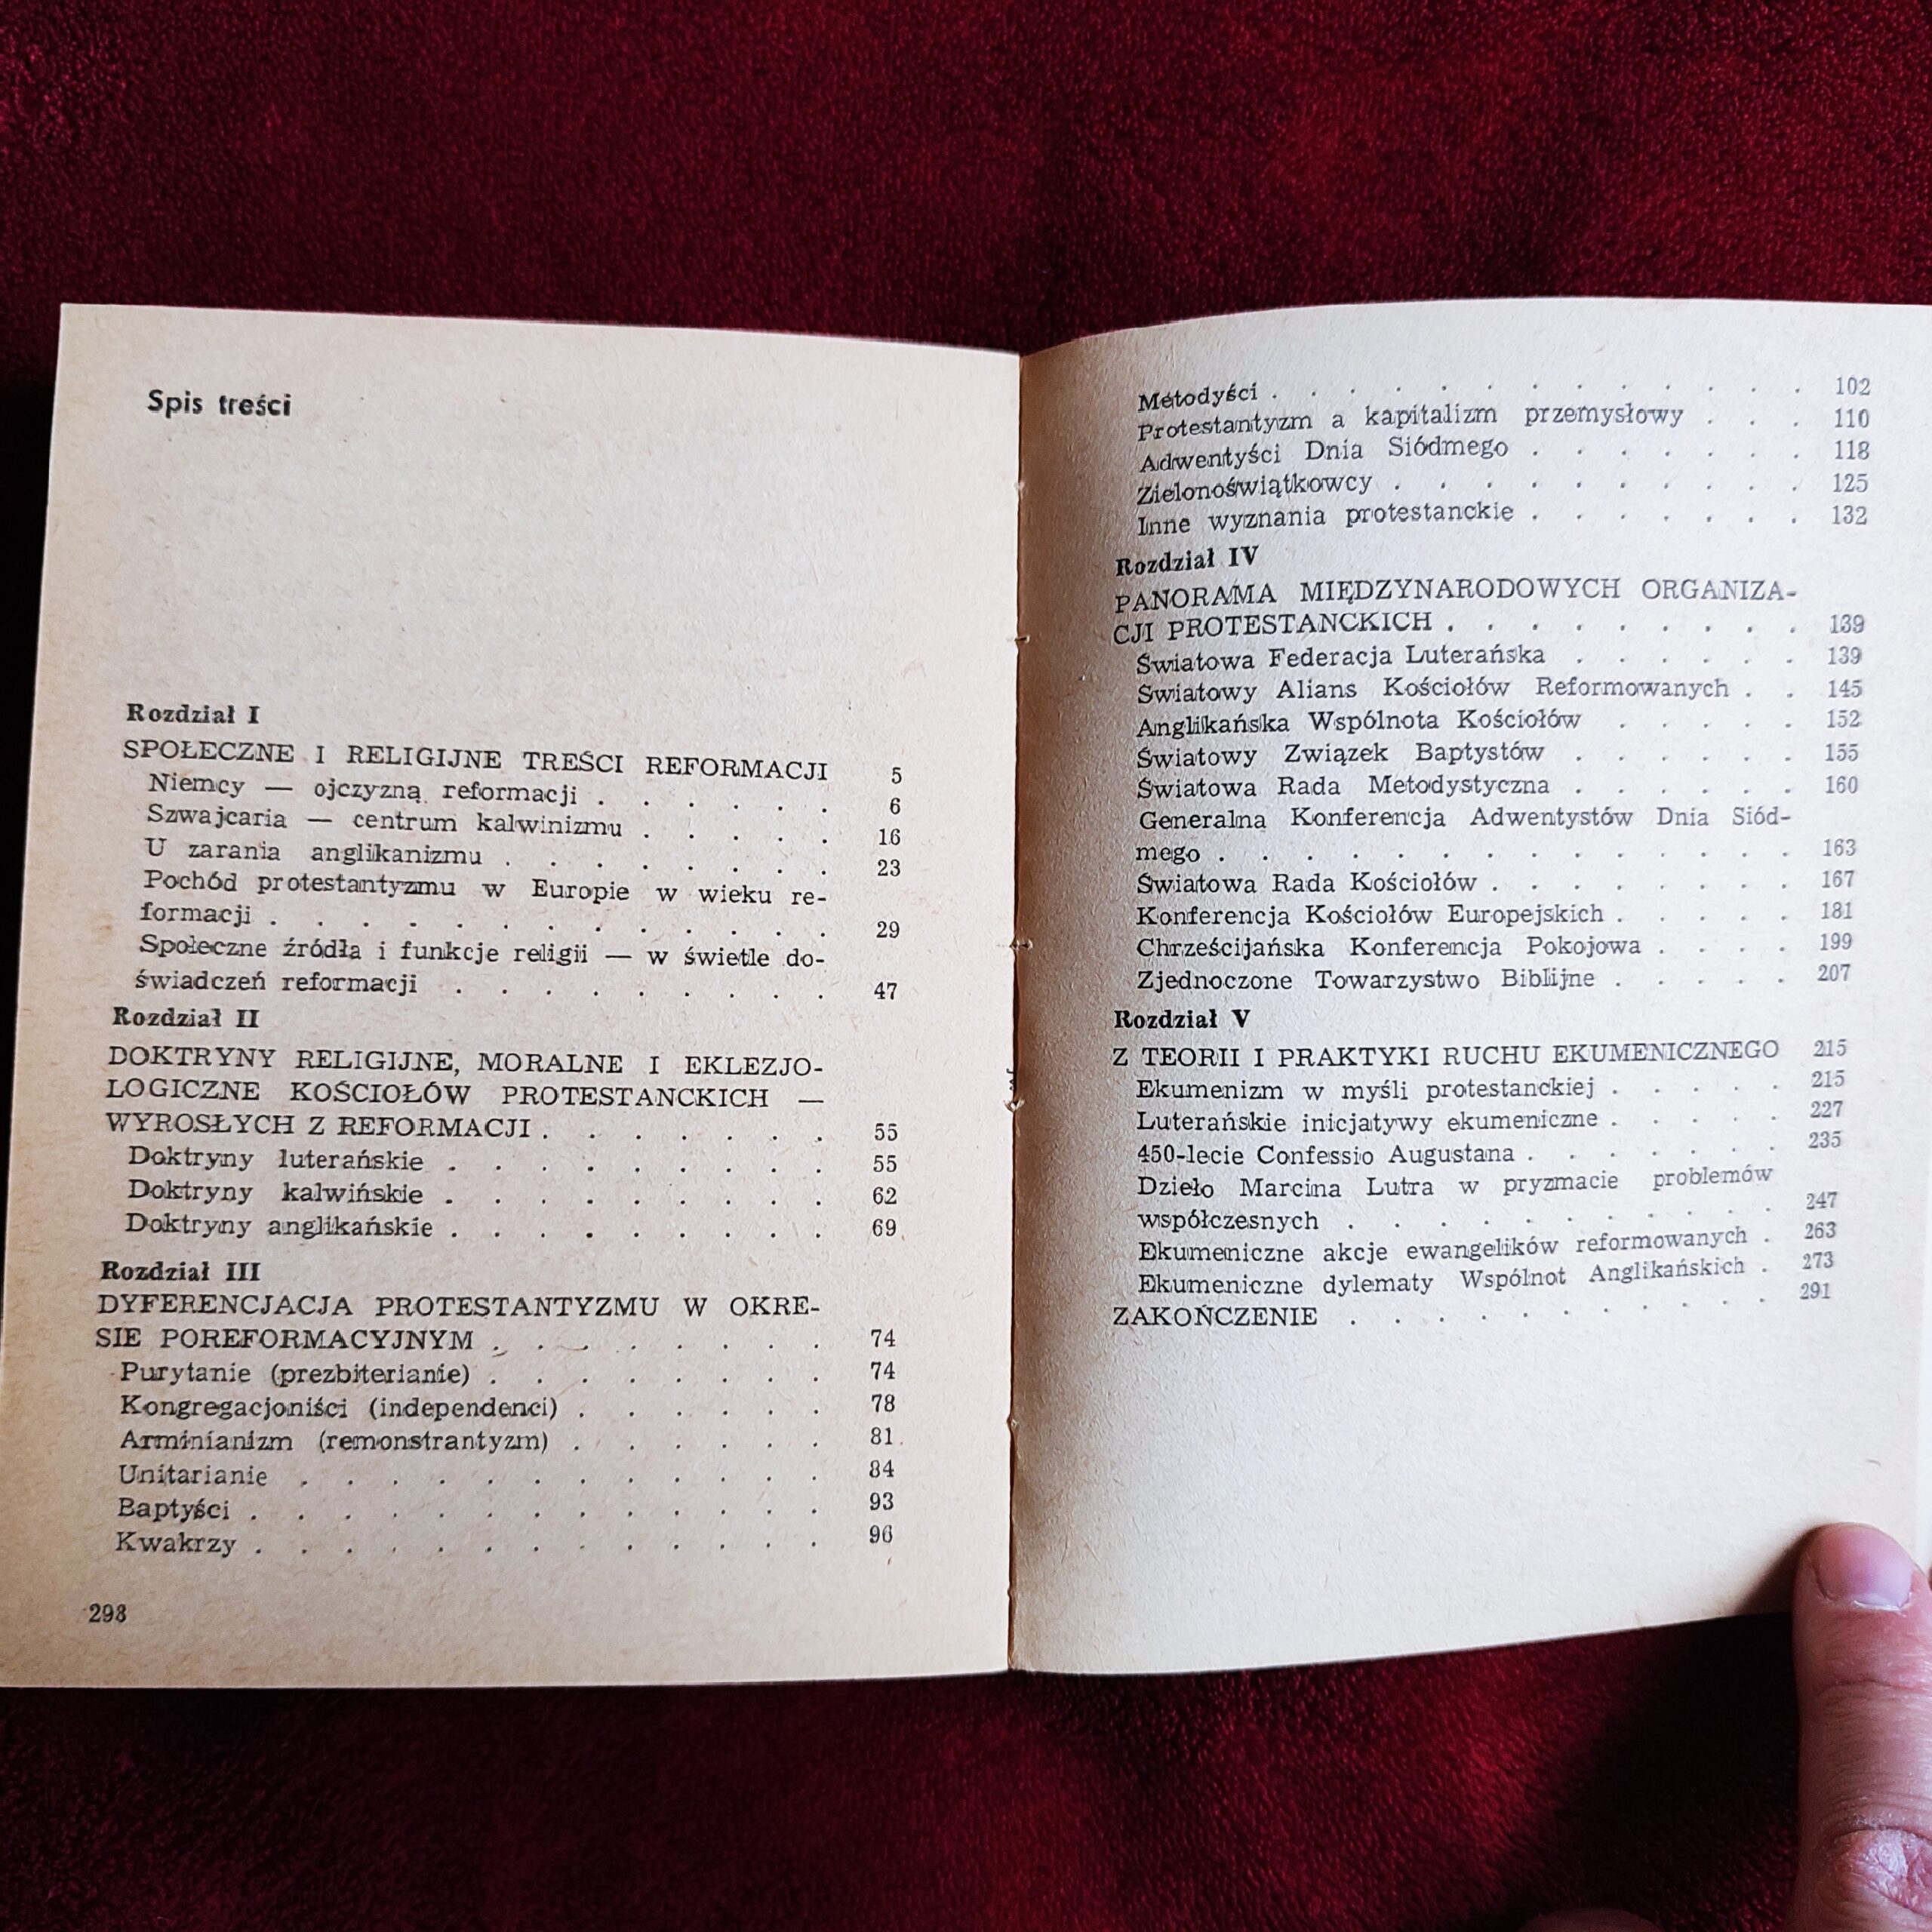 Spis treści
Rozdział I
SPOŁECZNE I RELIGIJNE TREŚCI REFORMACJI 5
Niemcy — ojczyzną reformacji . . . . . . 6
Szwajcaria — centrum kalwinizmu . . . . . 16
U zarania anglikanizmu . . . . . . . . 23
Pochód protestantyzmu w Europie w wieku re-
formacji . . . . . . . . . . . . . 29
Społeczne źródła i funkcje religii — w świetle do-
świadczeń reformacji . . . . . . . . . 47
Rozdział II
DOKTRYNY RELIGIJNE, MORALNE I EKLEZJO-
LOGICZNE KOŚCIOŁÓW PROTESTANCKICH —
WYROSŁYCH Z REFORMACJI . . . . . . . 55
Doktryny luterańskie . . . . . . . . . 55
Doktryny kalwińskie . . . . . . . . . 62
Doktryny anglikańskie . . . . . . . . . 69
Rozdział III
DYFERENCJACJA PROTESTANTYZMU W OKRE-
SIE POREFORMACYJNYM . . . . . . . . 74
Purytanie (prezbiterianie) . . . . . . . . 74
Kongregacjoniści (independenci) . . . . . . 78
Arminianizm (remonstrantyzm) . . . . . . 81
Unitarianie . . . . . . . . . . . . 84
Baptyści . . . . . . . . . . . . . 93
Kwakrzy . . . . . . . . . . . . . 96
298
Metodyści . . . . . . . . . . . . . 102
Protestantyzm a kapitalizm przemysłowy . . . 110
Adwentyści Dnia Siódmego . . . . . . . 118
Zielonoświątkowcy . . . . . . . . . . 125
Inne wyznania protestanckie . . . . . . . 132
Rozdział IV
PANORAMA MIĘDZYNARODOWYCH ORGANIZA-
CJI PROTESTANCKICH . . . . . . . . . 139
Światowa Federacja Luterańska . . . . . . 139
Światowy Alians Kościołów Reformowanych . . 145
Anglikańska Wspólnota Kościołów . . . . . 152
Światowy Związek Baptystów . . . . . . 155
Światowa Rada Metodystyczna . . . . . . 160
Generalna Konferencja Adwentystów Dnia Siód-
mego . . . . . . . . . . . . . . 163
Światowa Rada Kościołów . . . . . . . . 167
Konferencja Kościołów Europejskich . . . . . 181
Chrześcijańska Konferencja Pokojowa . . . . 199
Zjednoczone Towarzystwo Biblijne . . . . . 207
Rozdział V
Z TEORII I PRAKTYKI RUCHU EKUMENICZNEGO 215
Ekumenizm w myśli protestanckiej . . . . . 215
Luterańskie inicjatywy ekumeniczne . . . . . 227
450-lecie Confessio Augustana . . . . . . . 235
Dzieło Marcina Lutra w pryzmacie problemów
współczesnych . . . . . . . . . . . 247
Ekumeniczne akcje ewangelików reformowanych . 263
Ekumeniczne dylematy Wspólnot Anglikańskich . 273
ZAKOŃCZENIE . . . . . . . . . . 291